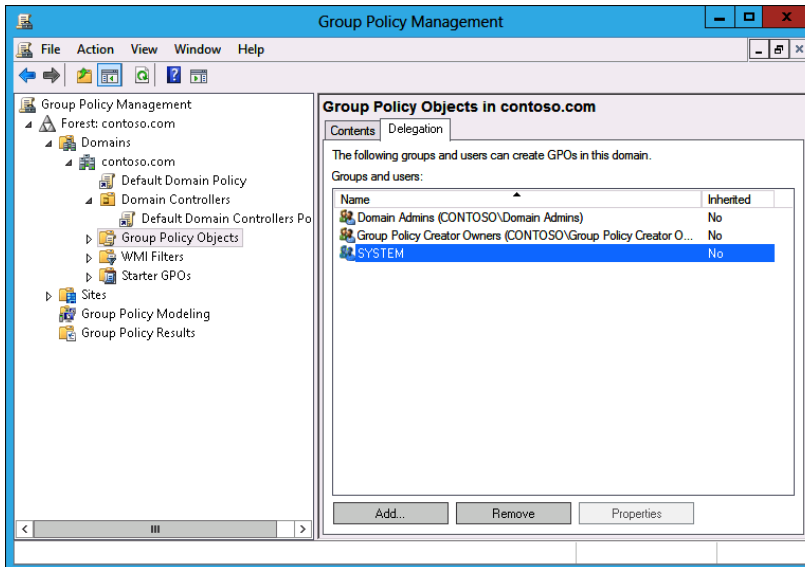 Group Policy Management
File Action View Window Help
Group Policy Management
Forest: contoso.com
Domains
contoso.com
Default Domain Policy
Domain Controllers
Default Domain Controllers Po
Group Policy Objects
WMI Filters
Starter GPOs
Sites
Group Policy Modeling
Group Policy Results
Group Policy Objects in contoso.com
Contents Delegation
The following groups and users can create GPOs in this domain.
Groups and users:
Name Inherited
Domain Admins (CONTOSO\Domain Admins) No
Group Policy Creator Owners (CONTOSO\Group Policy Creator O... No
SYSTEM No
Add... Remove Properties